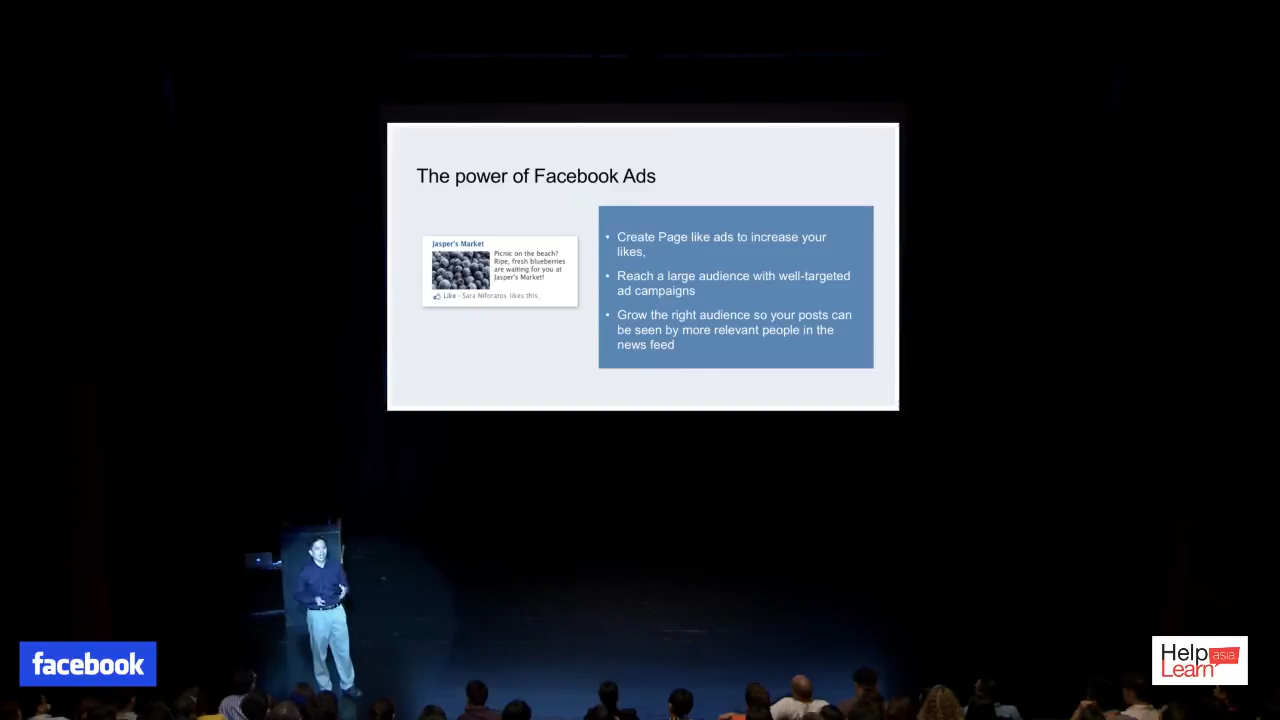 The power of Facebook Ads
Jasper's Market
Picnic on the beach?
Ripe, fresh blueberries
are waiting for you at
Jasper's Market!
Like · Sara Niforatos likes this.
• Create Page like ads to increase your
likes,
• Reach a large audience with well-targeted
ad campaigns
• Grow the right audience so your posts can
be seen by more relevant people in the
news feed
facebook
Help asia
Learn